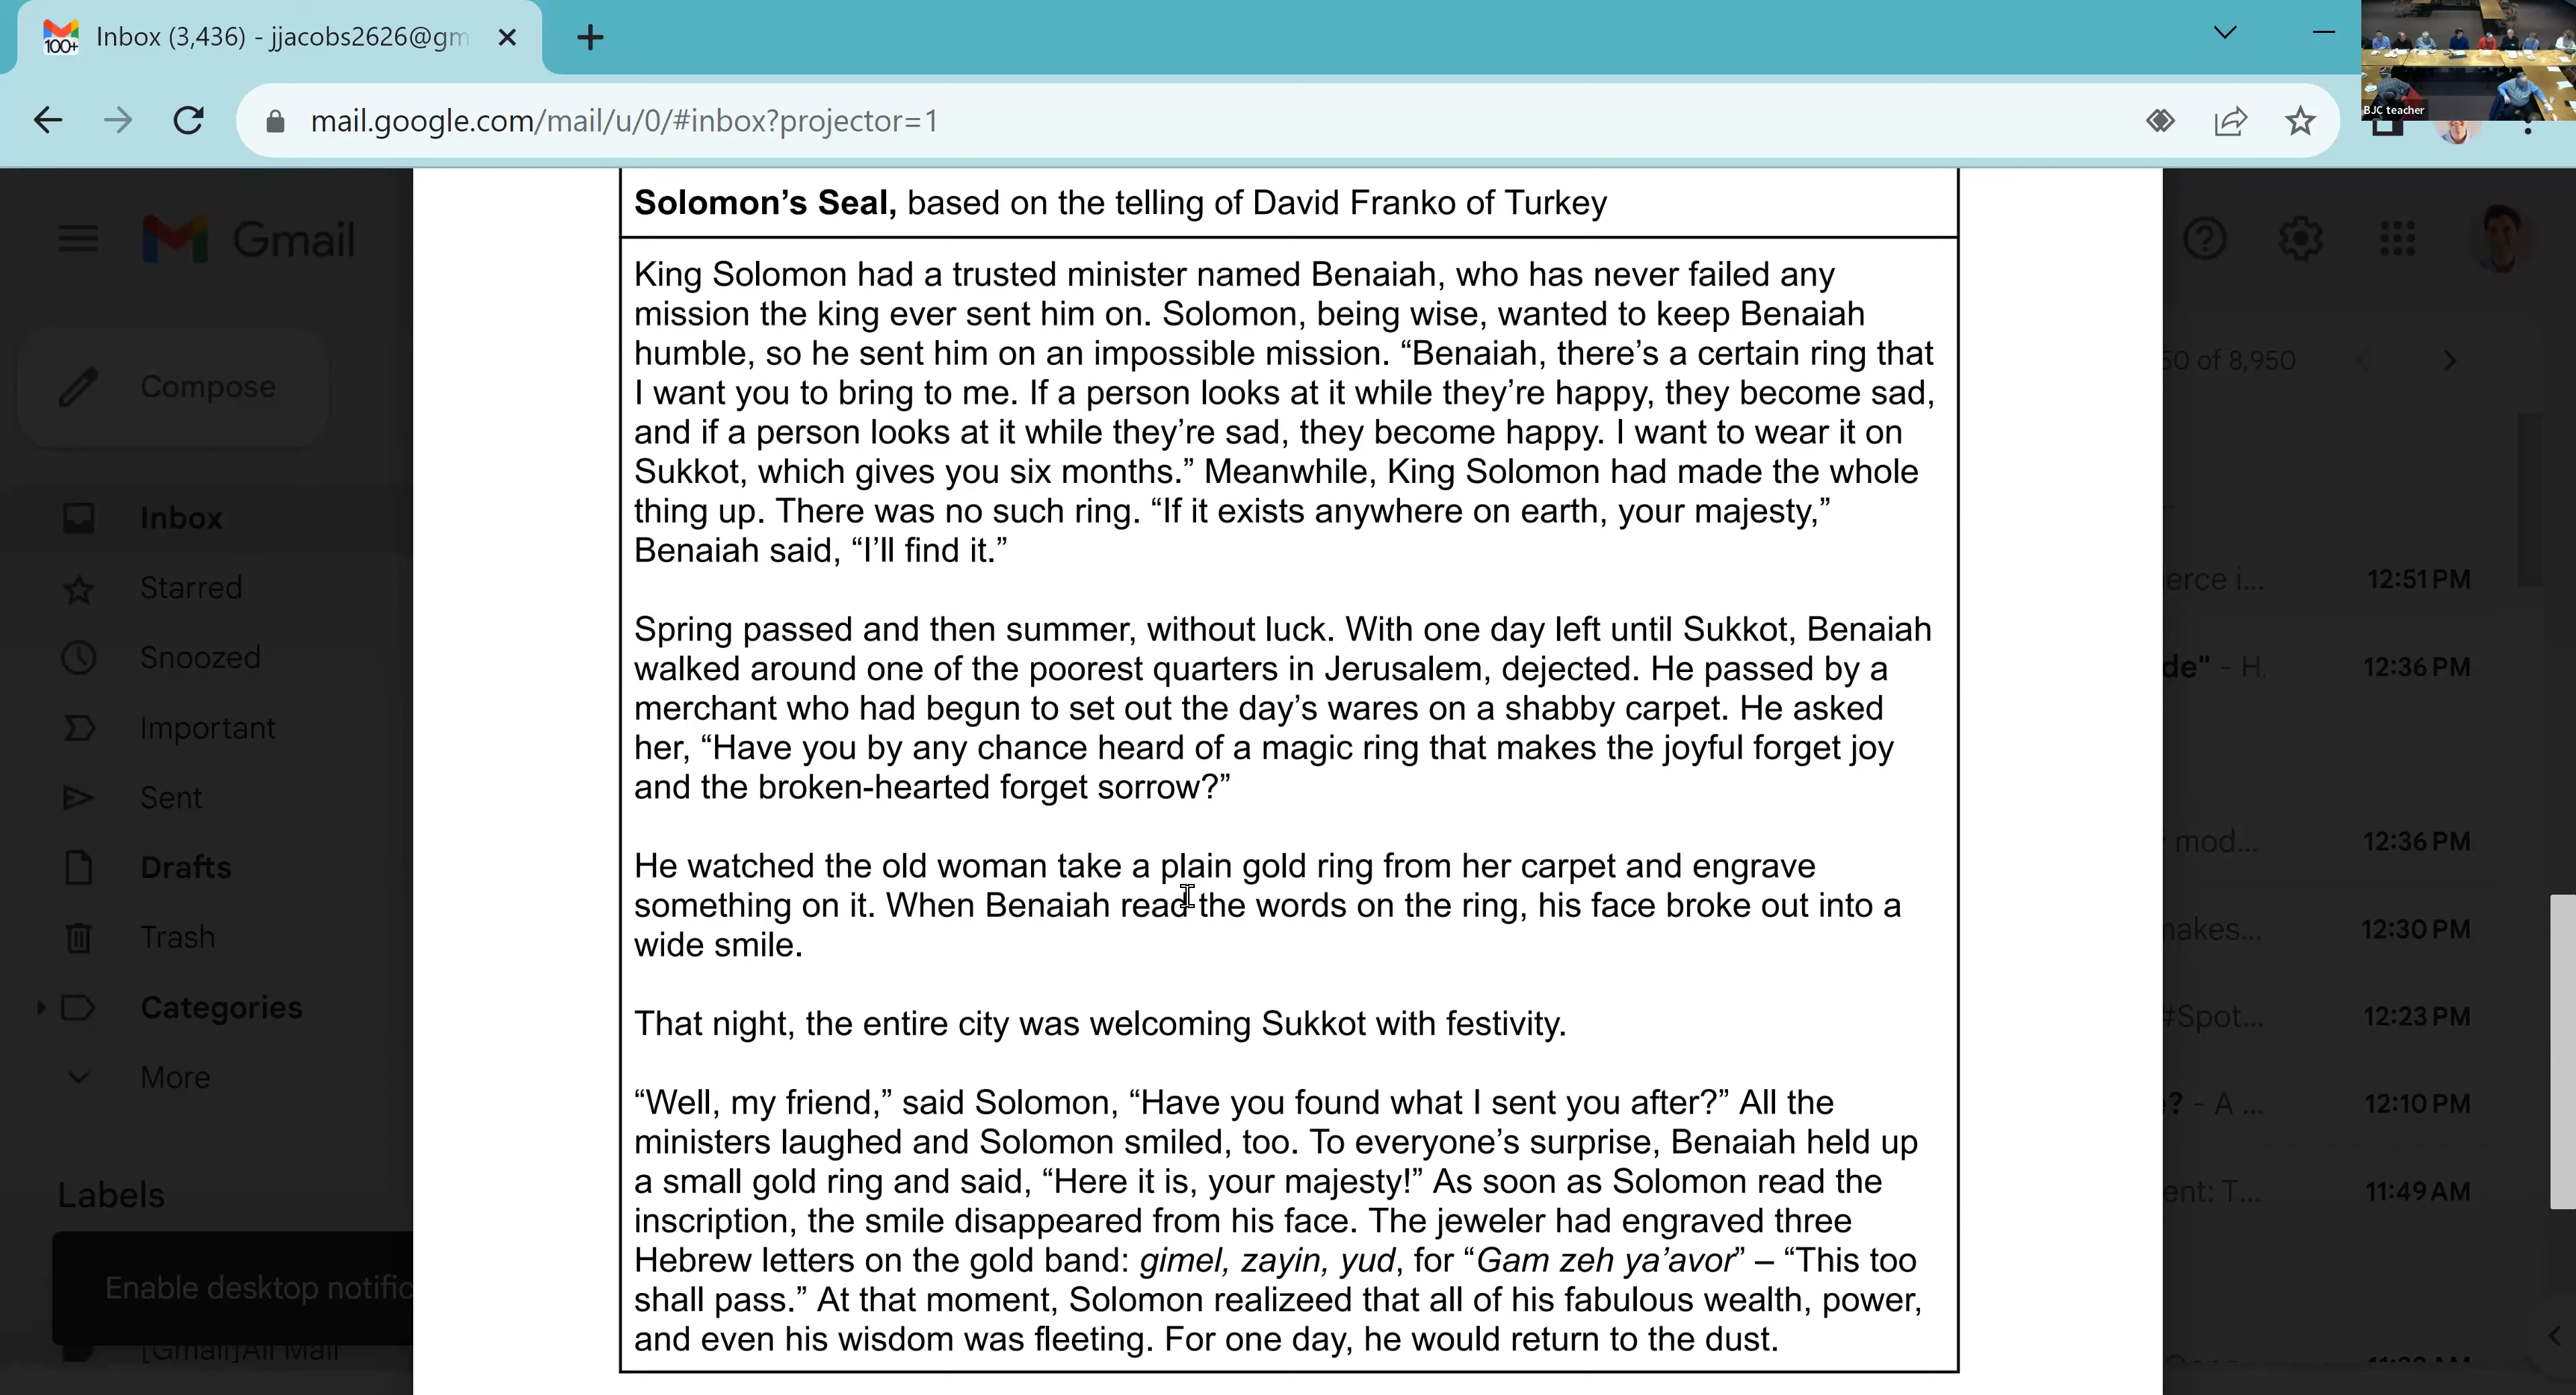 Inbox (3,436) - jjacobs2626@gm
100+
mail.google.com/mail/u/0/#inbox?projector=1
BJC teacher
Gmail
Compose
Inbox
Starred
Snoozed
Important
Sent
Drafts
Trash
Categories
More
Labels
Enable desktop notific
[Gmail]All Mail
Solomon's Seal, based on the telling of David Franko of Turkey
King Solomon had a trusted minister named Benaiah, who has never failed any
mission the king ever sent him on. Solomon, being wise, wanted to keep Benaiah
humble, so he sent him on an impossible mission. “Benaiah, there’s a certain ring that
I want you to bring to me. If a person looks at it while they’re happy, they become sad,
and if a person looks at it while they’re sad, they become happy. I want to wear it on
Sukkot, which gives you six months.” Meanwhile, King Solomon had made the whole
thing up. There was no such ring. “If it exists anywhere on earth, your majesty,”
Benaiah said, “I’ll find it.”
Spring passed and then summer, without luck. With one day left until Sukkot, Benaiah
walked around one of the poorest quarters in Jerusalem, dejected. He passed by a
merchant who had begun to set out the day’s wares on a shabby carpet. He asked
her, “Have you by any chance heard of a magic ring that makes the joyful forget joy
and the broken-hearted forget sorrow?”
He watched the old woman take a plain gold ring from her carpet and engrave
something on it. When Benaiah read the words on the ring, his face broke out into a
wide smile.
That night, the entire city was welcoming Sukkot with festivity.
“Well, my friend,” said Solomon, “Have you found what I sent you after?” All the
ministers laughed and Solomon smiled, too. To everyone’s surprise, Benaiah held up
a small gold ring and said, “Here it is, your majesty!” As soon as Solomon read the
inscription, the smile disappeared from his face. The jeweler had engraved three
Hebrew letters on the gold band: gimel, zayin, yud, for “Gam zeh ya’avor” – “This too
shall pass.” At that moment, Solomon realizeed that all of his fabulous wealth, power,
and even his wisdom was fleeting. For one day, he would return to the dust.
50 of 8,950
erce i... 12:51 PM
de" - H. 12:36 PM
mod... 12:36 PM
nakes... 12:30 PM
#Spot... 12:23 PM
? - A ... 12:10 PM
ent: T... 11:49 AM